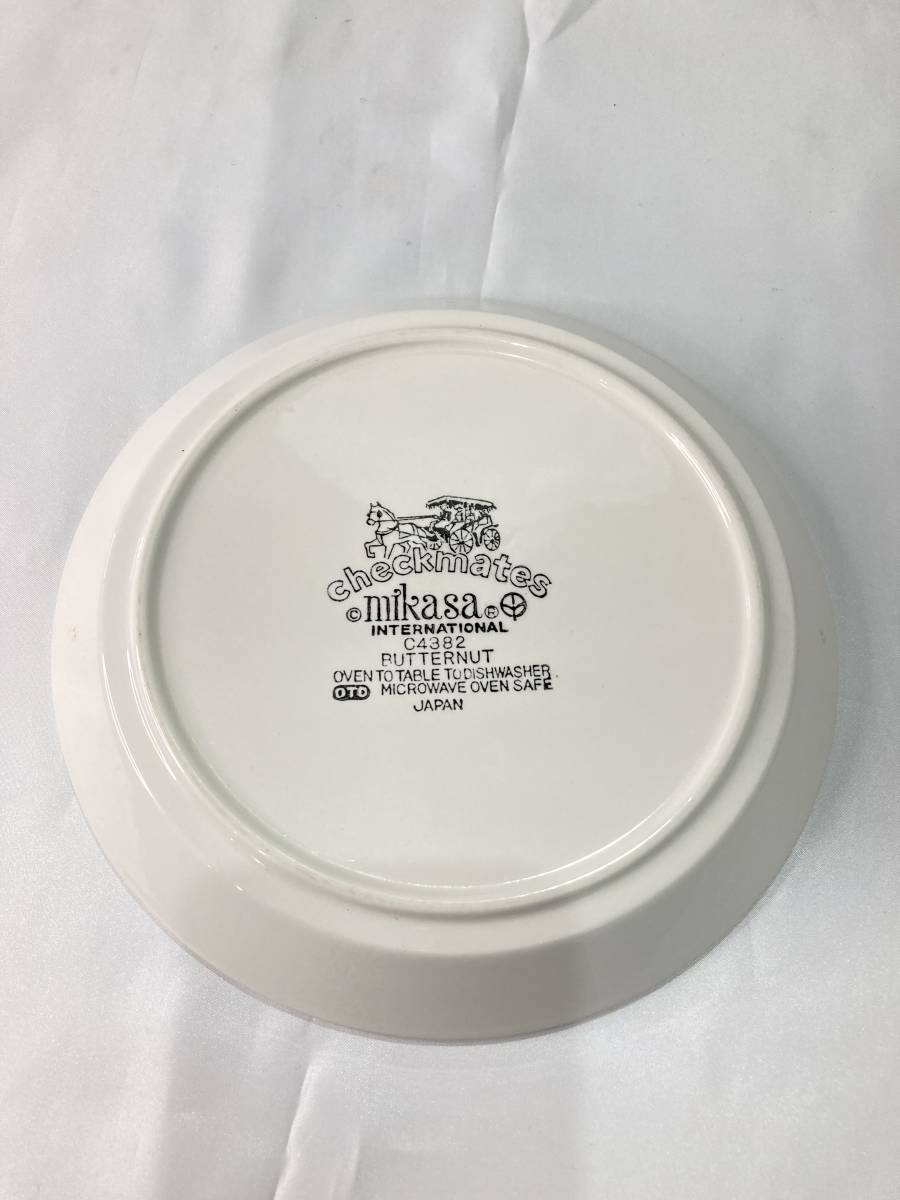 checkmates
© mikasa ®
INTERNATIONAL
C4382
BUTTERNUT
OVEN TO TABLE TO DISHWASHER
OTD MICROWAVE OVEN SAFE
JAPAN